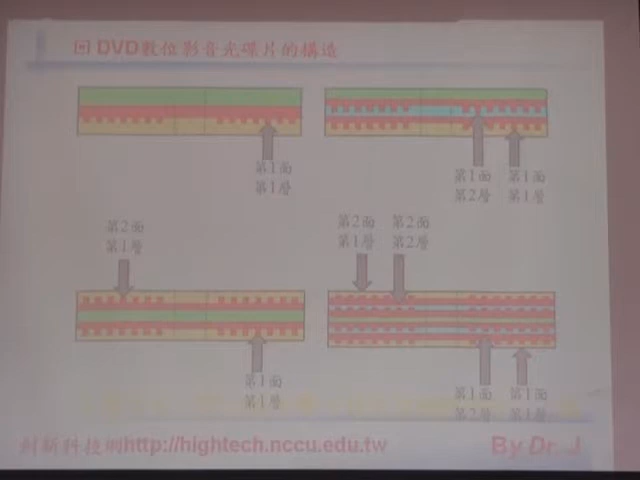 DVD數位影音光碟片的構造
第1面
第1層
第1面
第2層
第1面
第1層
第2面
第1層
第2面
第1層
第2面
第2層
第1面
第1層
第1面
第2層
第1面
第1層
創新科技網http://hightech.nccu.edu.tw
By Dr. J